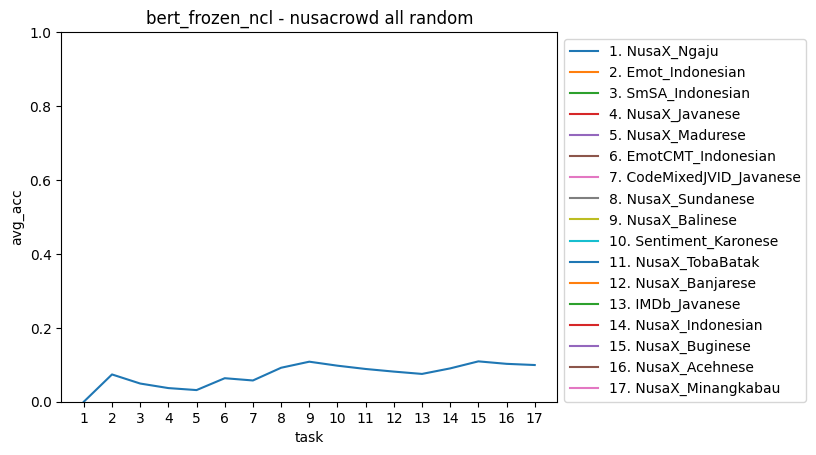 bert_frozen_ncl - nusacrowd all random
1.0
0.8
0.6
0.4
0.2
0.0
avg_acc
1 2 3 4 5 6 7 8 9 10 11 12 13 14 15 16 17
task
1. NusaX_Ngaju
2. Emot_Indonesian
3. SmSA_Indonesian
4. NusaX_Javanese
5. NusaX_Madurese
6. EmotCMT_Indonesian
7. CodeMixedJVID_Javanese
8. NusaX_Sundanese
9. NusaX_Balinese
10. Sentiment_Karonese
11. NusaX_TobaBatak
12. NusaX_Banjarese
13. IMDb_Javanese
14. NusaX_Indonesian
15. NusaX_Buginese
16. NusaX_Acehnese
17. NusaX_Minangkabau